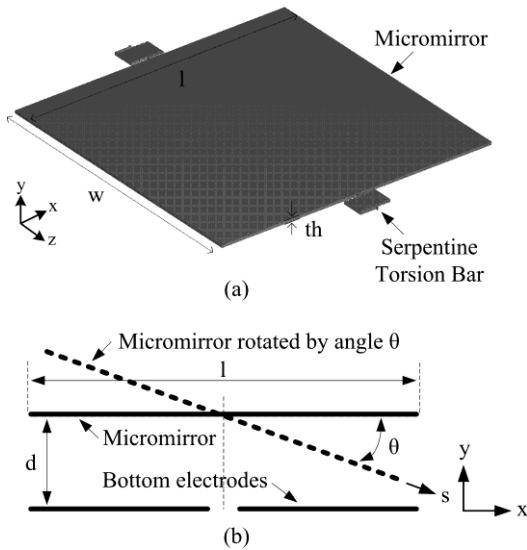 Micromirror
l
w
y
x
z
th
Serpentine
Torsion Bar
(a)
Micromirror rotated by angle θ
l
Micromirror
θ
d
Bottom electrodes
s
y
x
(b)